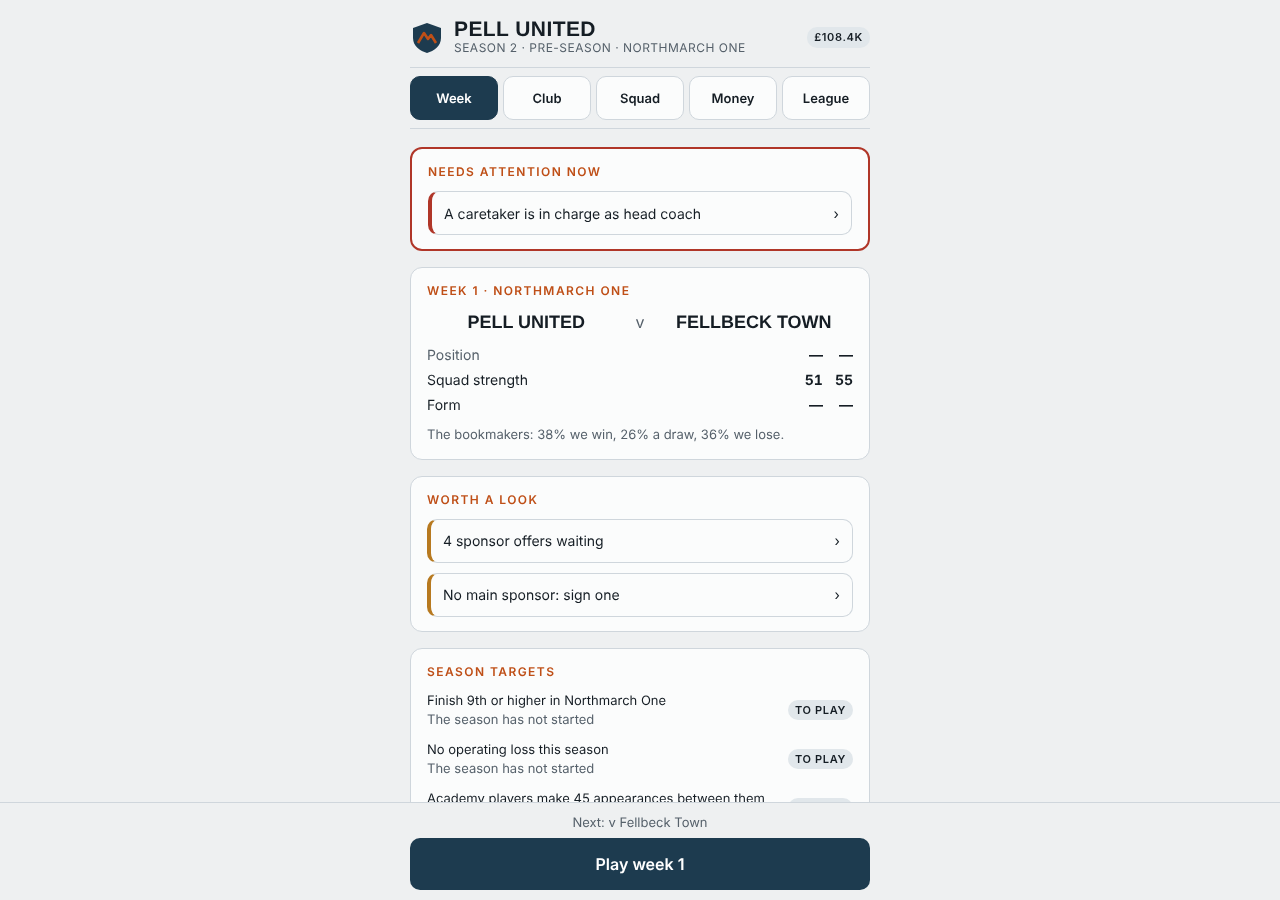 PELL UNITED
SEASON 2 · PRE-SEASON · NORTHMARCH ONE
£108.4K
Week
Club
Squad
Money
League
NEEDS ATTENTION NOW
A caretaker is in charge as head coach ›
WEEK 1 · NORTHMARCH ONE
PELL UNITED v FELLBECK TOWN
Position — —
Squad strength 51 55
Form — —
The bookmakers: 38% we win, 26% a draw, 36% we lose.
WORTH A LOOK
4 sponsor offers waiting ›
No main sponsor: sign one ›
SEASON TARGETS
Finish 9th or higher in Northmarch One
The season has not started
TO PLAY
No operating loss this season
The season has not started
TO PLAY
Academy players make 45 appearances between them
Next: v Fellbeck Town
Play week 1